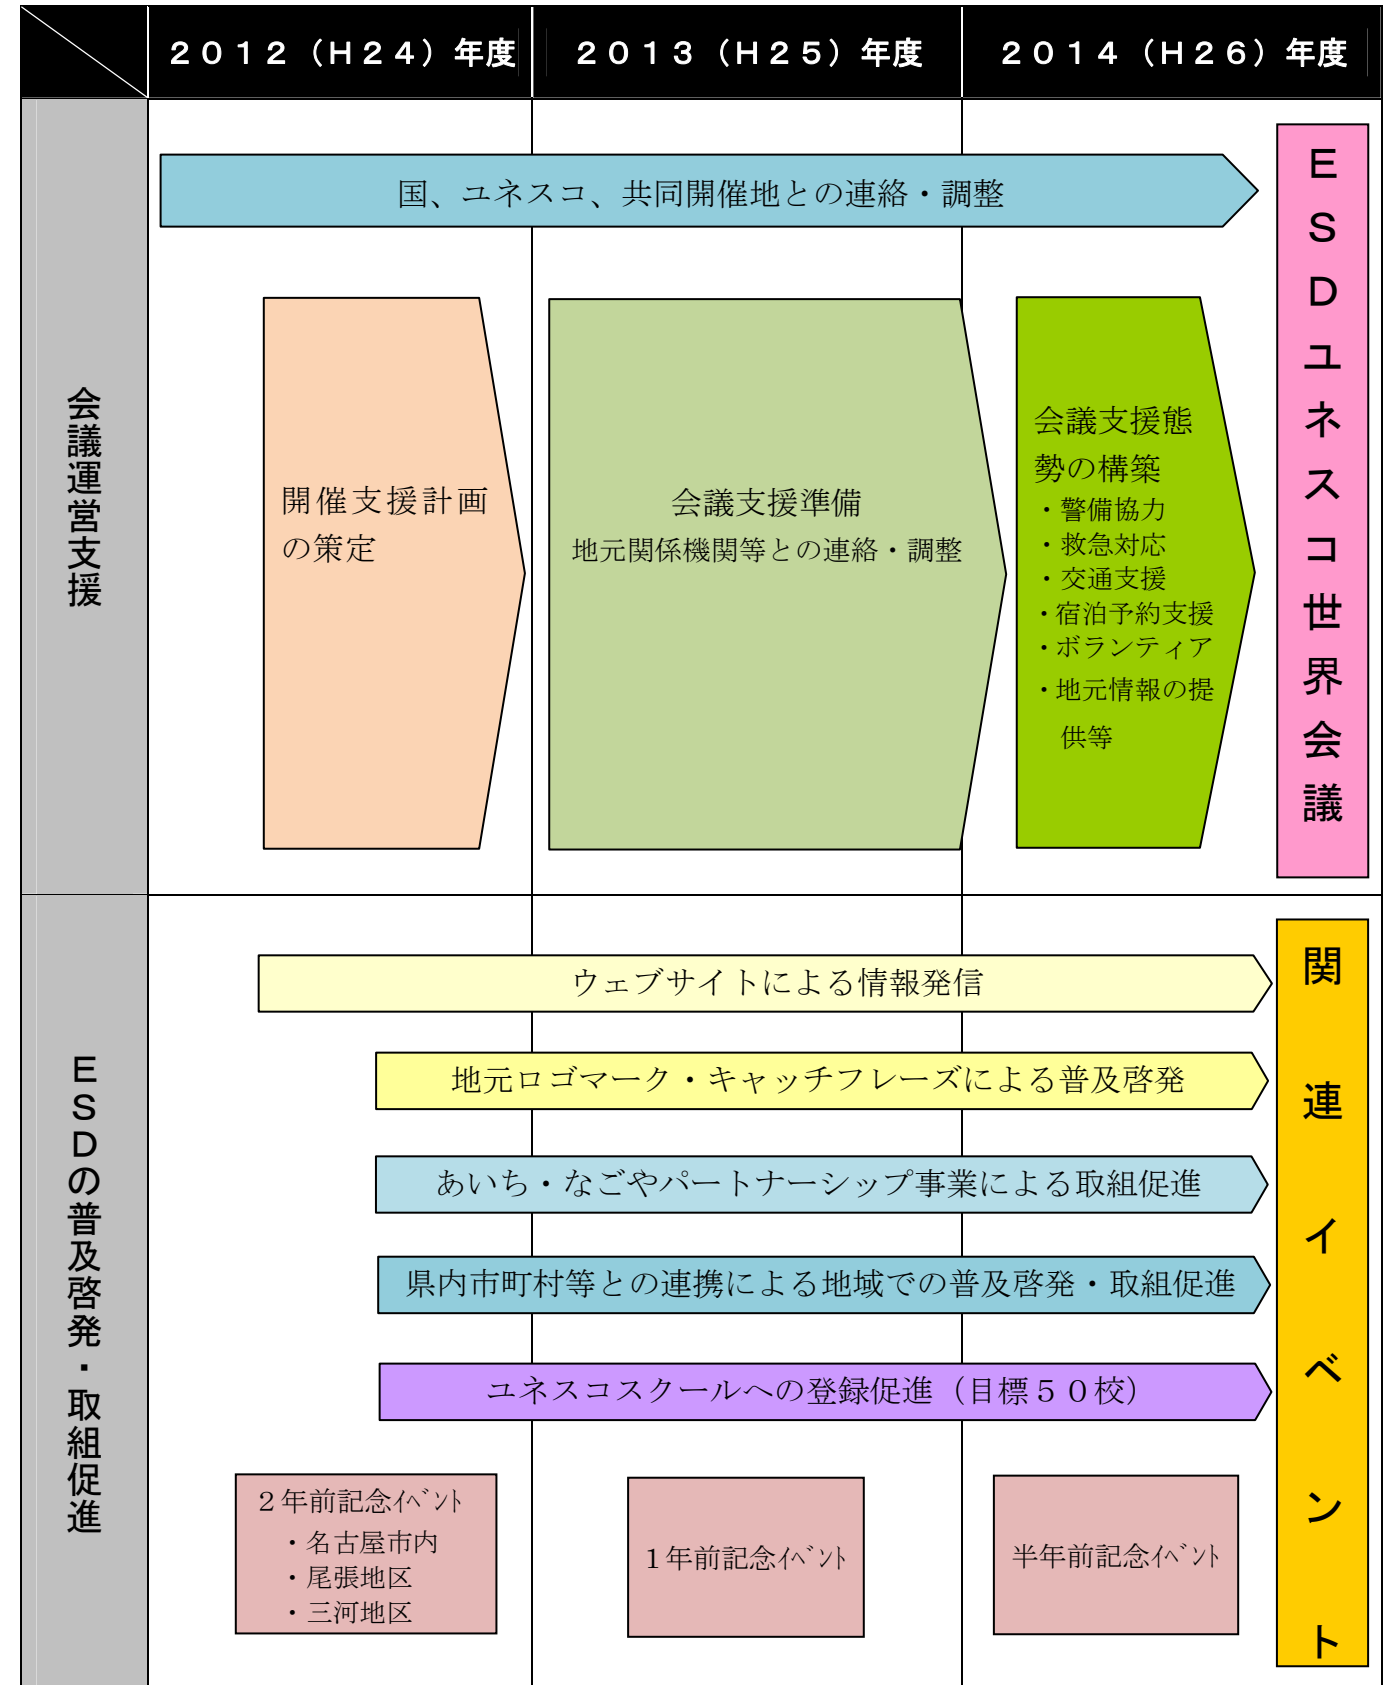 ２０１２（Ｈ２４）年度
２０１３（Ｈ２５）年度
２０１４（Ｈ２６）年度
会議運営支援
国、ユネスコ、共同開催地との連絡・調整
開催支援計画
の策定
会議支援準備
地元関係機関等との連絡・調整
会議支援態
勢の構築
・警備協力
・救急対応
・交通支援
・宿泊予約支援
・ボランティア
・地元情報の提
供等
ＥＳＤユネスコ世界会議
ＥＳＤの普及啓発・取組促進
ウェブサイトによる情報発信
地元ロゴマーク・キャッチフレーズによる普及啓発
あいち・なごやパートナーシップ事業による取組促進
県内市町村等との連携による地域での普及啓発・取組促進
ユネスコスクールへの登録促進（目標５０校）
２年前記念ｲﾍﾞﾝﾄ
・名古屋市内
・尾張地区
・三河地区
１年前記念ｲﾍﾞﾝﾄ
半年前記念ｲﾍﾞﾝﾄ
関連イベント